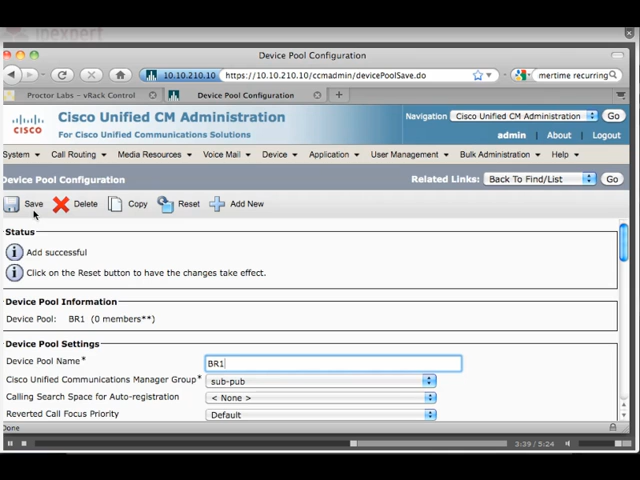 ipexpert
Device Pool Configuration
10.10.210.10 https://10.10.210.10/ccmadmin/devicePoolSave.do mertime recurring
Proctor Labs - vRack Control Device Pool Configuration
Cisco Unified CM Administration Navigation Cisco Unified CM Administration Go
CISCO For Cisco Unified Communications Solutions admin About Logout
System Call Routing Media Resources Voice Mail Device Application User Management Bulk Administration Help
Device Pool Configuration Related Links: Back To Find/List Go
Save Delete Copy Reset Add New
Status
Add successful
Click on the Reset button to have the changes take effect.
Device Pool Information
Device Pool: BR1 (0 members**)
Device Pool Settings
Device Pool Name* BR1
Cisco Unified Communications Manager Group* sub-pub
Calling Search Space for Auto-registration < None >
Reverted Call Focus Priority Default
Done
3:39 / 5:24